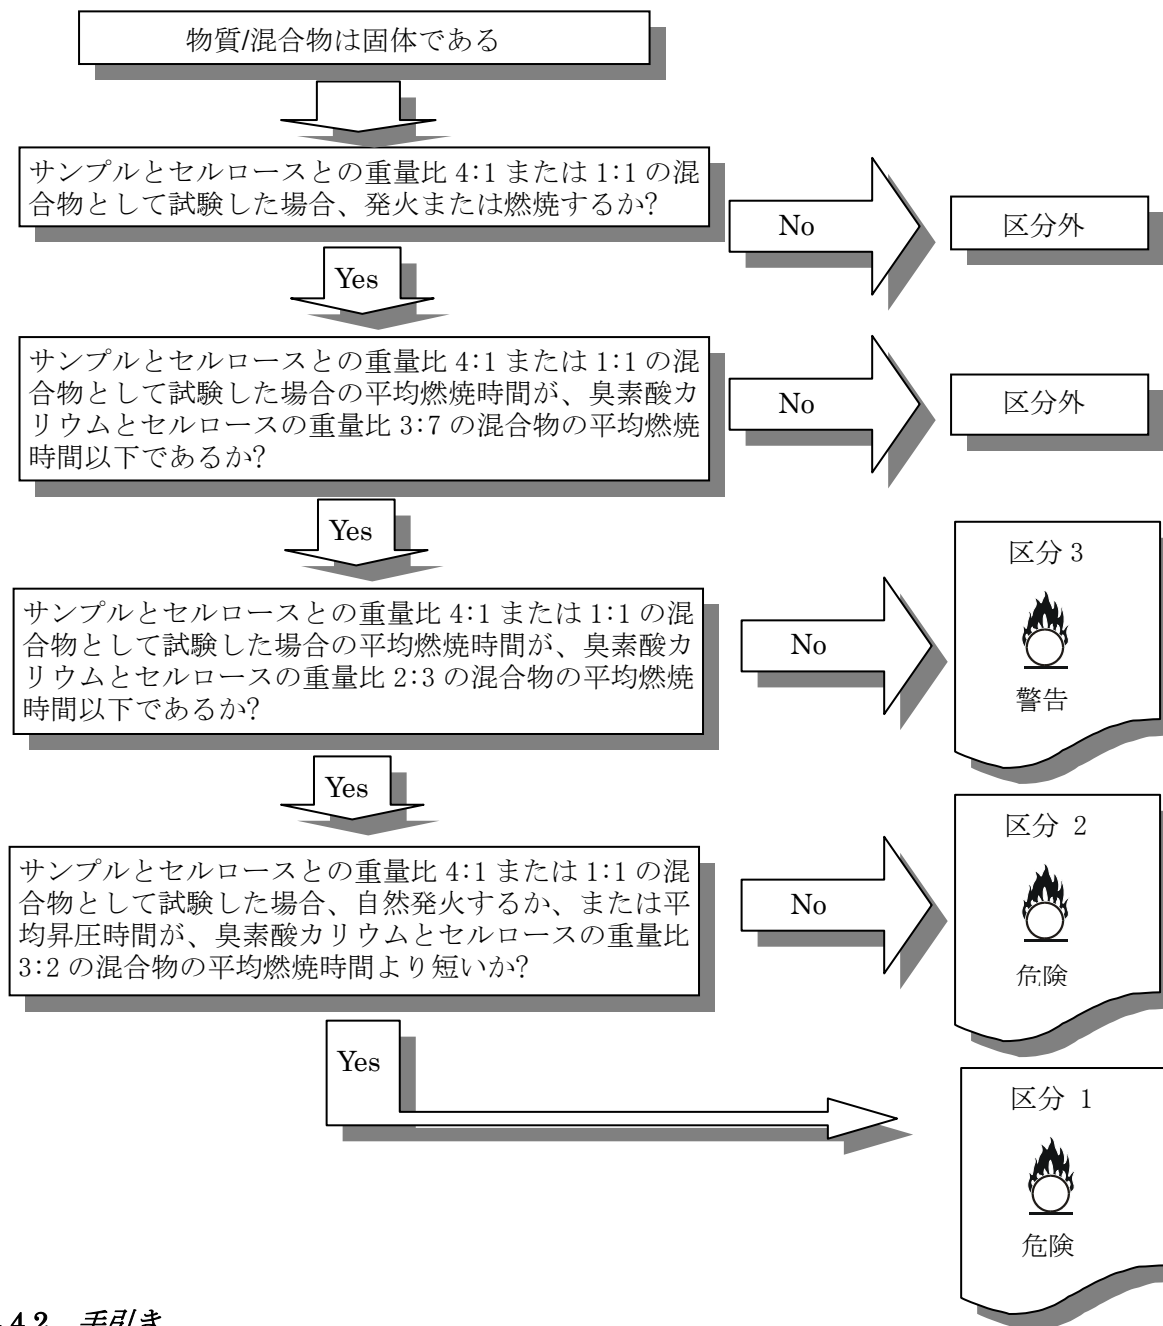 物質/混合物は固体である
サンプルとセルロースとの重量比 4:1 または 1:1 の混
合物として試験した場合、発火または燃焼するか?
No
区分外
Yes
サンプルとセルロースとの重量比 4:1 または 1:1 の混
合物として試験した場合の平均燃焼時間が、臭素酸カ
リウムとセルロースの重量比 3:7 の混合物の平均燃焼
時間以下であるか?
No
区分外
Yes
サンプルとセルロースとの重量比 4:1 または 1:1 の混
合物として試験した場合の平均燃焼時間が、臭素酸カ
リウムとセルロースの重量比 2:3 の混合物の平均燃焼
時間以下であるか?
No
区分 3
警告
Yes
サンプルとセルロースとの重量比 4:1 または 1:1 の混
合物として試験した場合、自然発火するか、または平
均昇圧時間が、臭素酸カリウムとセルロースの重量比
3:2 の混合物の平均燃焼時間より短いか?
No
区分 2
危険
Yes
区分 1
危険
4.2 手引き